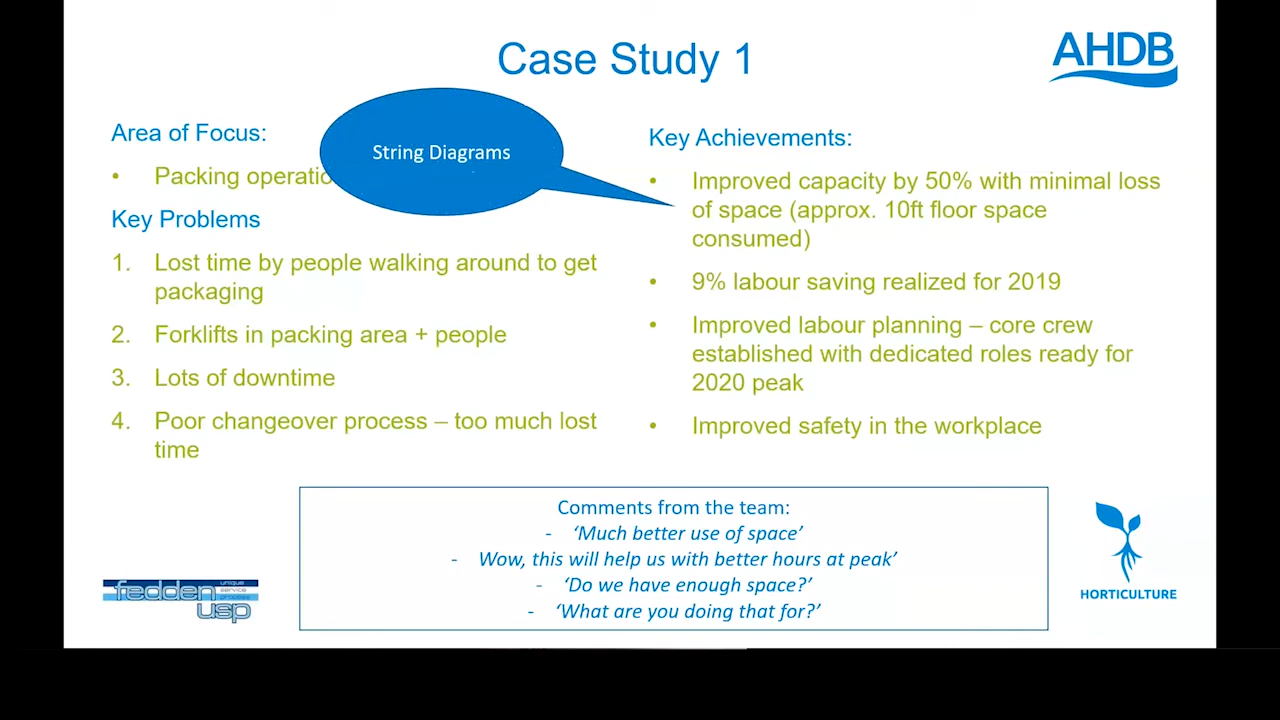 Case Study 1
AHDB
Area of Focus:
• Packing operatio
String Diagrams
Key Problems
1. Lost time by people walking around to get
packaging
2. Forklifts in packing area + people
3. Lots of downtime
4. Poor changeover process – too much lost
time
Key Achievements:
• Improved capacity by 50% with minimal loss
of space (approx. 10ft floor space
consumed)
• 9% labour saving realized for 2019
• Improved labour planning – core crew
established with dedicated roles ready for
2020 peak
• Improved safety in the workplace
Comments from the team:
- ‘Much better use of space’
- Wow, this will help us with better hours at peak’
- ‘Do we have enough space?’
- ‘What are you doing that for?’
fedden
unique
service
process
usp
HORTICULTURE